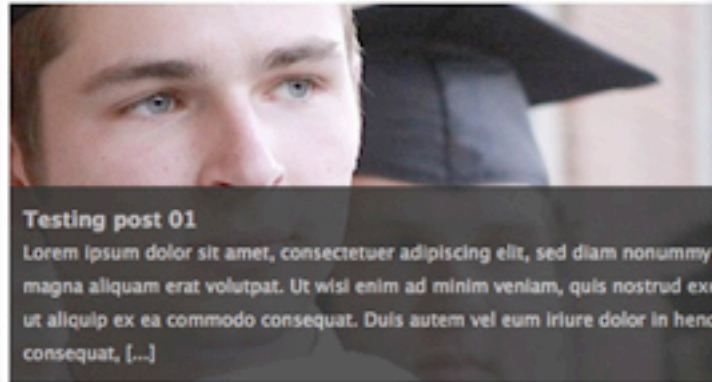 Testing post 01
Lorem ipsum dolor sit amet, consectetuer adipiscing elit, sed diam nonummy
magna aliquam erat volutpat. Ut wisi enim ad minim veniam, quis nostrud exe
ut aliquip ex ea commodo consequat. Duis autem vel eum iriure dolor in hend
consequat, [...]